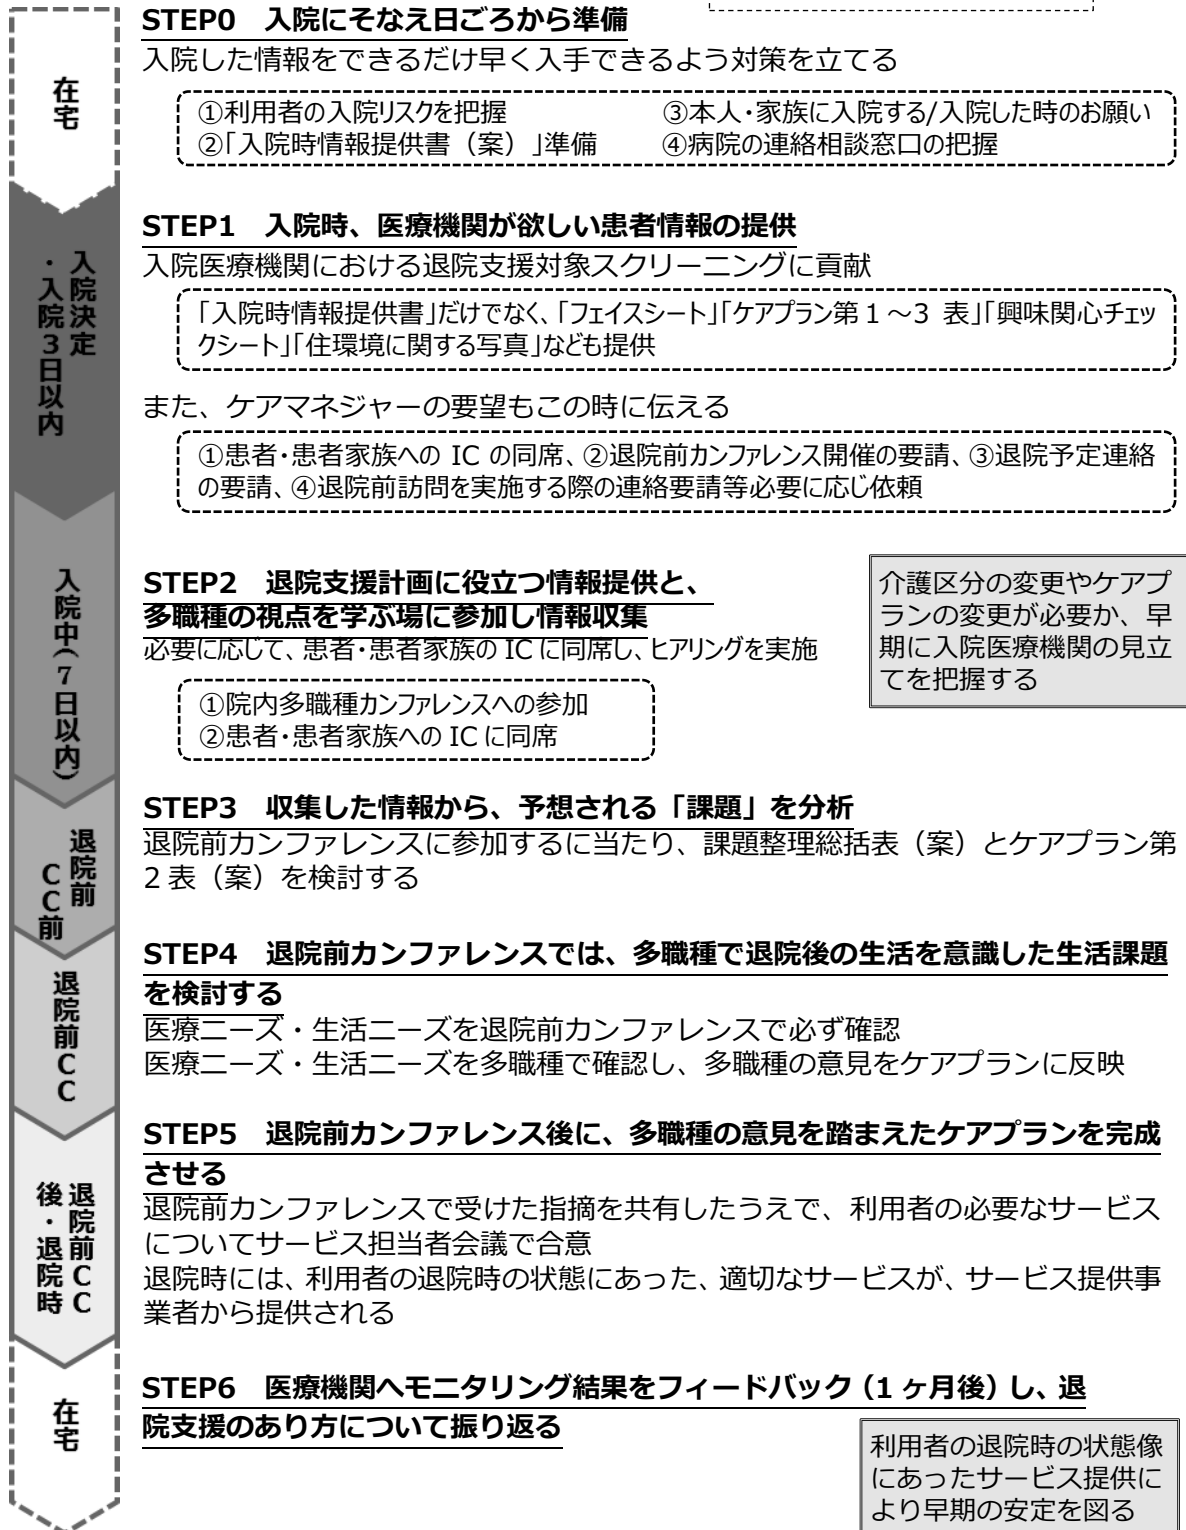 STEP0　入院にそなえ日ごろから準備
入院した情報をできるだけ早く入手できるよう対策を立てる
在宅
①利用者の入院リスクを把握
②「入院時情報提供書（案）」準備
③本人・家族に入院する/入院した時のお願い
④病院の連絡相談窓口の把握
入院決定
・入院３日以内
STEP1　入院時、医療機関が欲しい患者情報の提供
入院医療機関における退院支援対象スクリーニングに貢献
「入院時情報提供書」だけでなく、「フェイスシート」「ケアプラン第１～3 表」「興味関心チェッ
クシート」「住環境に関する写真」なども提供
また、ケアマネジャーの要望もこの時に伝える
①患者・患者家族への IC の同席、②退院前カンファレンス開催の要請、③退院予定連絡
の要請、④退院前訪問を実施する際の連絡要請等必要に応じ依頼
入院中（７日以内）
STEP2　退院支援計画に役立つ情報提供と、
多職種の視点を学ぶ場に参加し情報収集
必要に応じて、患者・患者家族の IC に同席し、ヒアリングを実施
①院内多職種カンファレンスへの参加
②患者・患者家族への IC に同席
介護区分の変更やケアプ
ランの変更が必要か、早
期に入院医療機関の見立
てを把握する
退院前
ＣＣ前
STEP3　収集した情報から、予想される「課題」を分析
退院前カンファレンスに参加するに当たり、課題整理総括表（案）とケアプラン第
2 表（案）を検討する
退院前ＣＣ
STEP4　退院前カンファレンスでは、多職種で退院後の生活を意識した生活課題
を検討する
医療ニーズ・生活ニーズを退院前カンファレンスで必ず確認
医療ニーズ・生活ニーズを多職種で確認し、多職種の意見をケアプランに反映
退院前ＣＣ
後・退院時
STEP5　退院前カンファレンス後に、多職種の意見を踏まえたケアプランを完成
させる
退院前カンファレンスで受けた指摘を共有したうえで、利用者の必要なサービス
についてサービス担当者会議で合意
退院時には、利用者の退院時の状態にあった、適切なサービスが、サービス提供事
業者から提供される
在宅
STEP6　医療機関へモニタリング結果をフィードバック（1 ヶ月後）し、退
院支援のあり方について振り返る
利用者の退院時の状態像
にあったサービス提供に
より早期の安定を図る